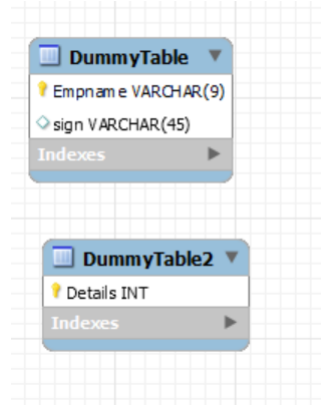 DummyTable
Empname VARCHAR(9)
sign VARCHAR(45)
Indexes
DummyTable2
Details INT
Indexes